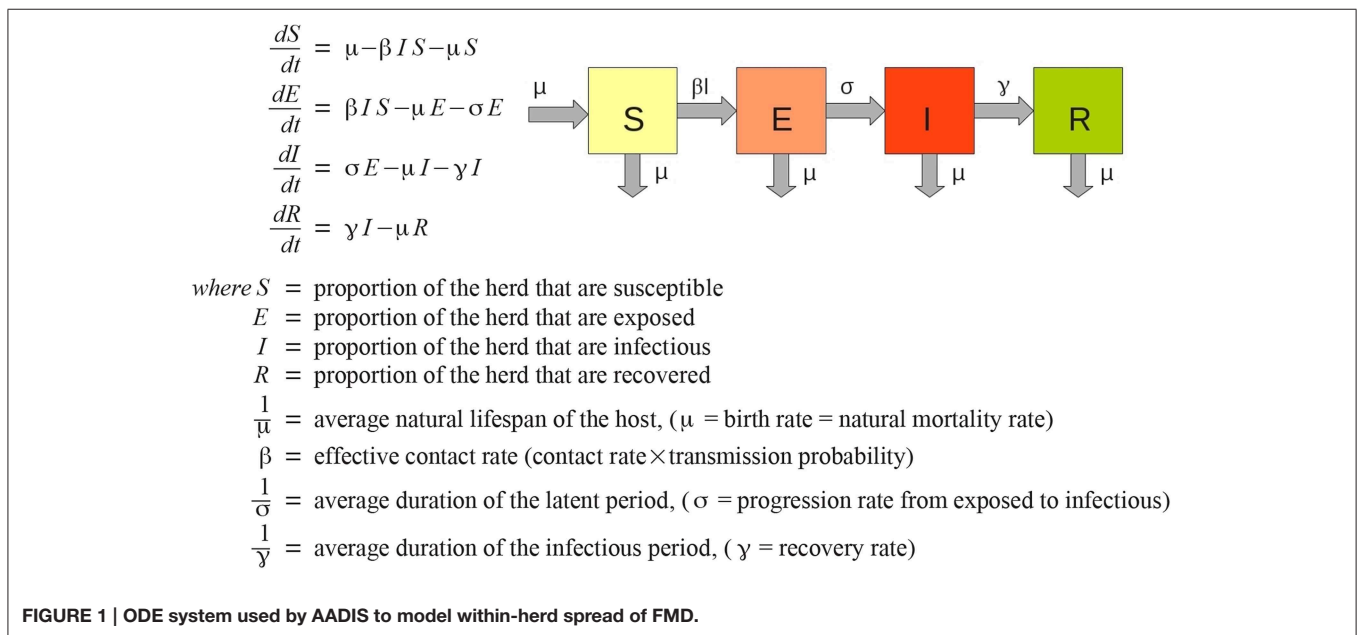 dS/dt = μ−βIS−μS
dE/dt = βIS−μE−σE
dI/dt = σE−μI−γI
dR/dt = γI−μR
μ S βI E σ I γ R
μ μ μ μ
where S = proportion of the herd that are susceptible
E = proportion of the herd that are exposed
I = proportion of the herd that are infectious
R = proportion of the herd that are recovered
1/μ = average natural lifespan of the host, (μ = birth rate = natural mortality rate)
β = effective contact rate (contact rate×transmission probability)
1/σ = average duration of the latent period, (σ = progression rate from exposed to infectious)
1/γ = average duration of the infectious period, (γ = recovery rate)
FIGURE 1 | ODE system used by AADIS to model within-herd spread of FMD.